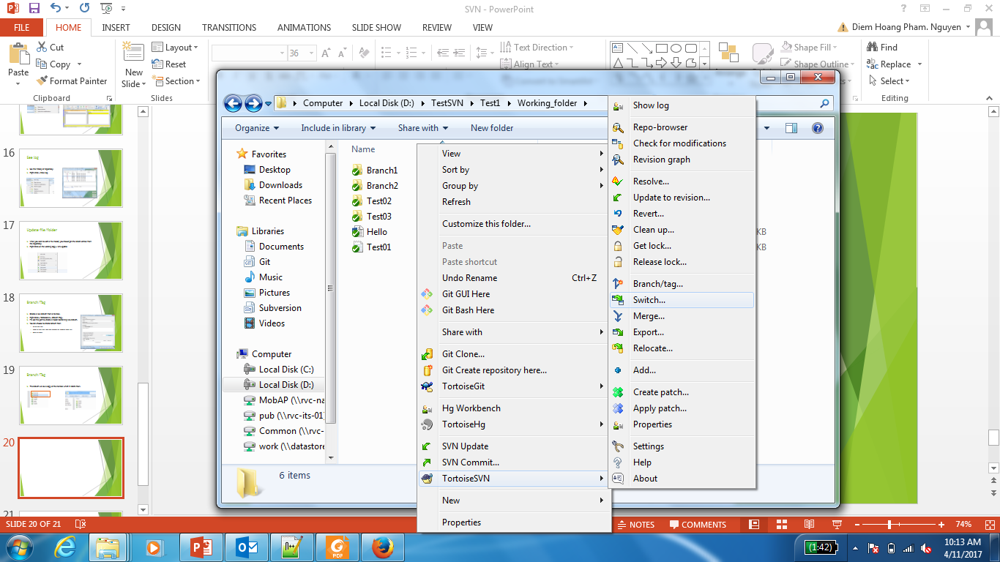 SVN - PowerPoint
FILE HOME INSERT DESIGN TRANSITIONS ANIMATIONS SLIDE SHOW REVIEW VIEW
Diem Hoang Pham. Nguyen
Paste
Cut
Copy
Format Painter
Clipboard
New
Slide
Layout
Reset
Section
Slides
36
Text Direction
Align Text
Shape Fill
Shape Outline
Find
Replace
Select
Editing
16
See log
17
Update file/folder
18
Branch/Tag
19
Branch/Tag
20
21
Computer Local Disk (D:) TestSVN Test1 Working_folder
Organize Include in library Share with New folder
Favorites
Desktop
Downloads
Recent Places
Libraries
Documents
Git
Music
Pictures
Subversion
Videos
Computer
Local Disk (C:)
Local Disk (D:)
MobAP (\\rvc-na
pub (\\rvc-its-01
Common (\\rvc-
work (\\datastore
Name
Branch1
Branch2
Test02
Test03
Hello
Test01
KB
KB
6 items
View
Sort by
Group by
Refresh
Customize this folder...
Paste
Paste shortcut
Undo Rename Ctrl+Z
Git GUI Here
Git Bash Here
Share with
Git Clone...
Git Create repository here...
TortoiseGit
Hg Workbench
TortoiseHg
SVN Update
SVN Commit...
TortoiseSVN
New
Properties
Show log
Repo-browser
Check for modifications
Revision graph
Resolve...
Update to revision...
Revert...
Clean up...
Get lock...
Release lock...
Branch/tag...
Switch...
Merge...
Export...
Relocate...
Add...
Create patch...
Apply patch...
Properties
Settings
Help
About
SLIDE 20 OF 21
NOTES COMMENTS
74%
PDF
(1:42)
10:13 AM
4/11/2017